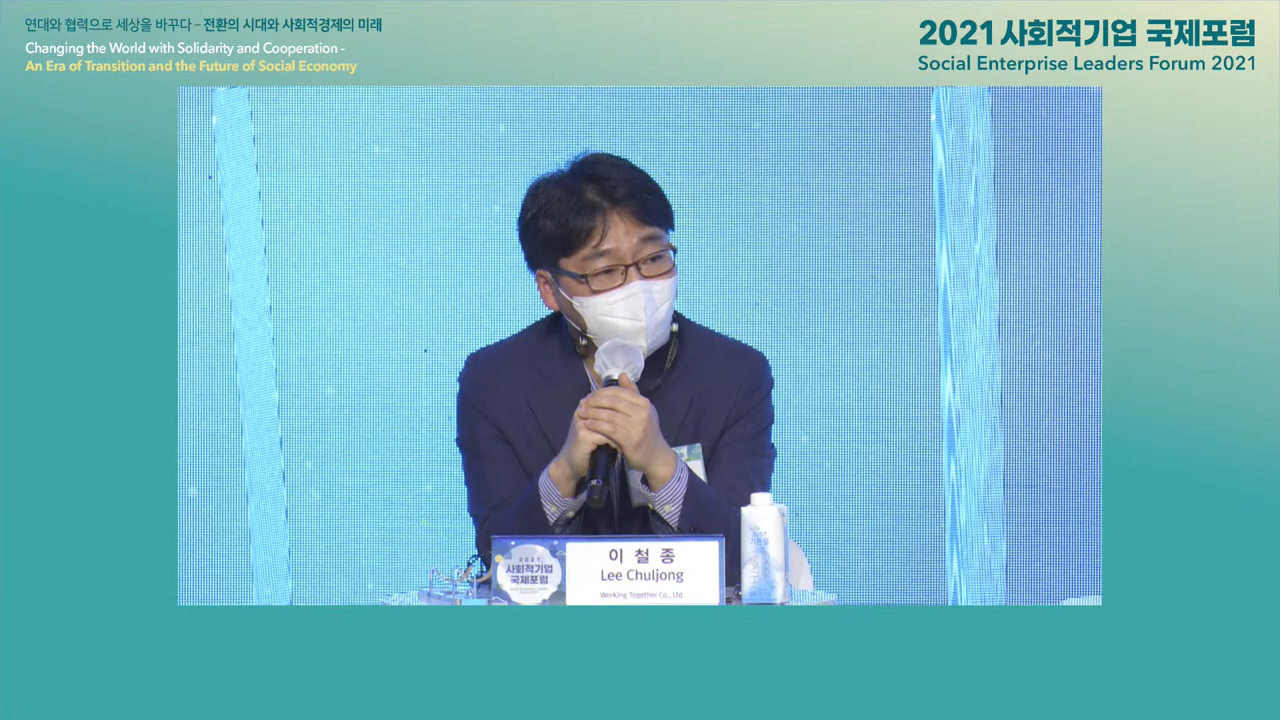 연대와 협력으로 세상을 바꾸다 – 전환의 시대와 사회적경제의 미래
Changing the World with Solidarity and Cooperation -
An Era of Transition and the Future of Social Economy
2021 사회적기업 국제포럼
Social Enterprise Leaders Forum 2021
2021
사회적기업
국제포럼
이 철 종
Lee Chuljong
Working Together Co., Ltd.